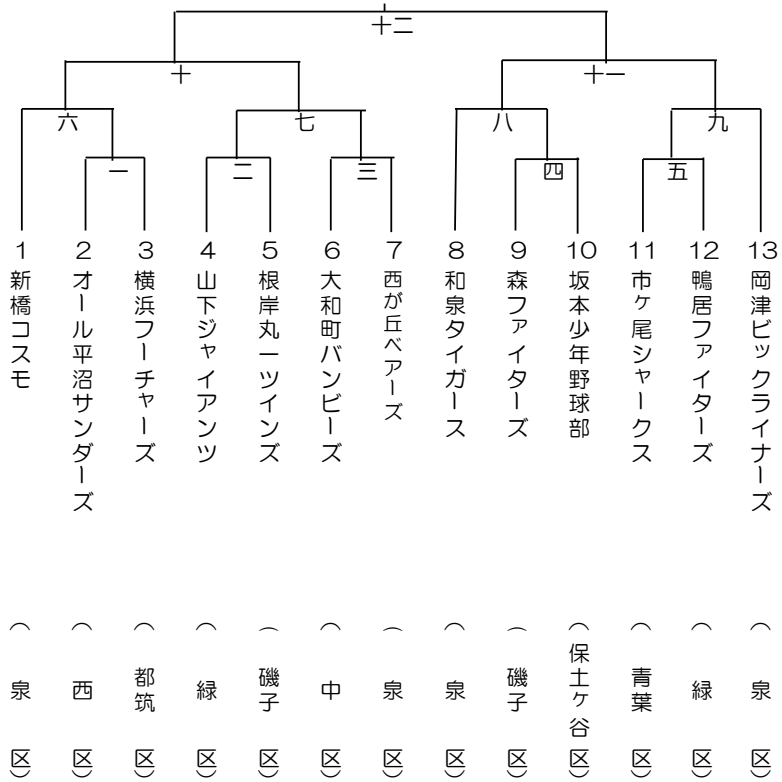 十二
十
十一
六
七
八
九
一
二
三
四
五
1 新橋コスモ （泉 区）
2 オール平沼サンダーズ （西 区）
3 横浜フーチャーズ （都筑 区）
4 山下ジャイアンツ （緑 区）
5 根岸丸一ツインズ （磯子 区）
6 大和町バンビーズ （中 区）
7 西が丘ベアーズ （泉 区）
8 和泉タイガース （泉 区）
9 森ファイターズ （磯子 区）
10 坂本少年野球部 （保土ヶ谷 区）
11 市ヶ尾シャークス （青葉 区）
12 鴨居ファイターズ （緑 区）
13 岡津ビックライナーズ （泉 区）